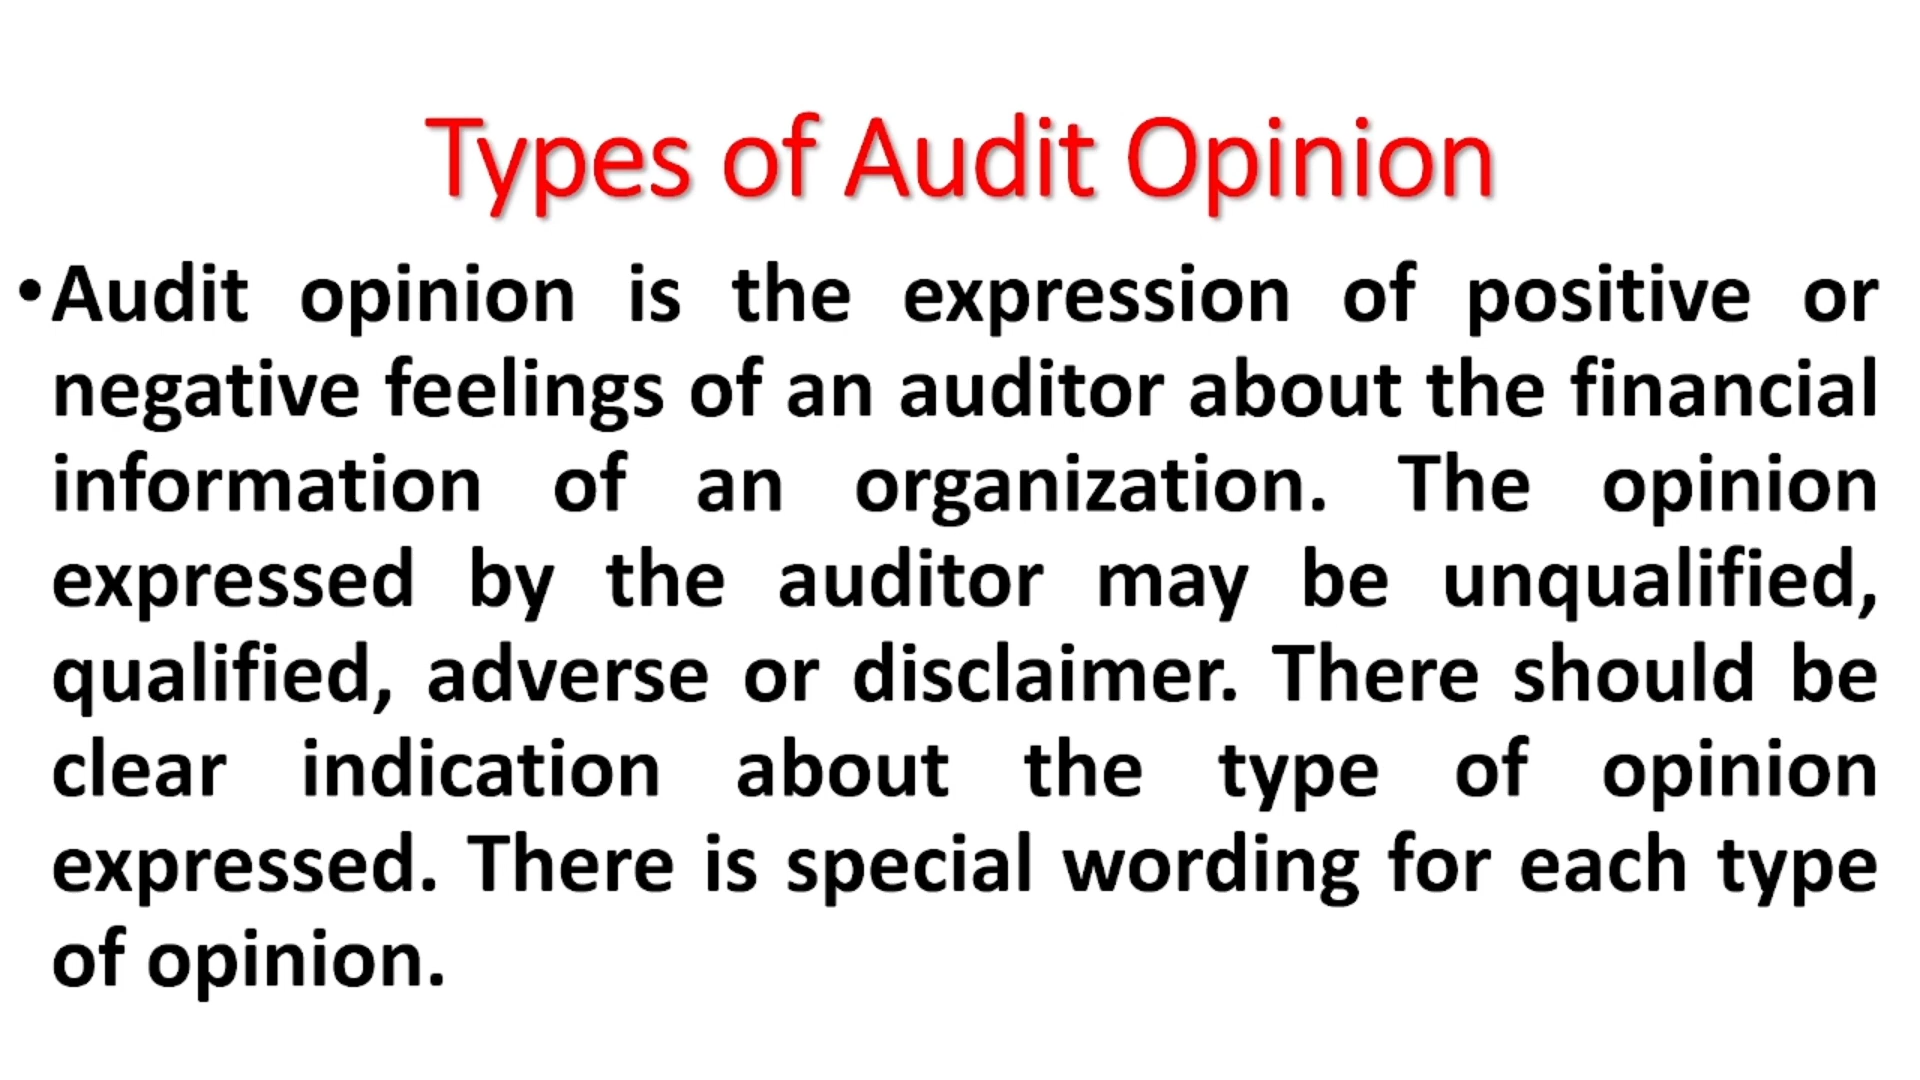 Types of Audit Opinion
•Audit opinion is the expression of positive or
negative feelings of an auditor about the financial
information of an organization. The opinion
expressed by the auditor may be unqualified,
qualified, adverse or disclaimer. There should be
clear indication about the type of opinion
expressed. There is special wording for each type
of opinion.